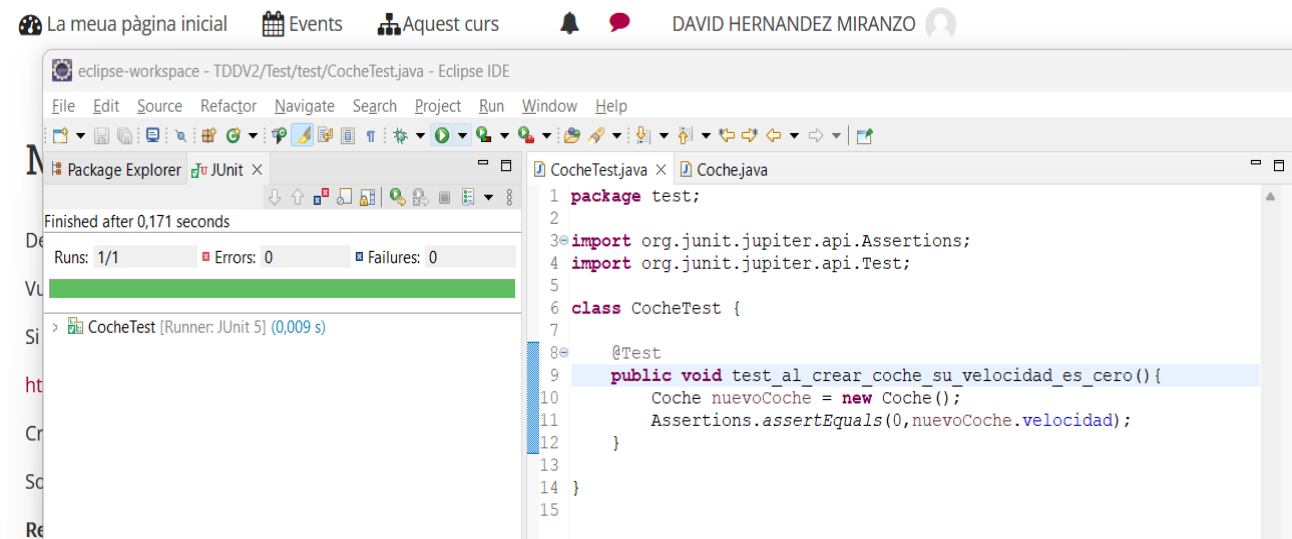 La meua pàgina inicial Events Aquest curs DAVID HERNANDEZ MIRANZO
eclipse-workspace - TDDV2/Test/test/CocheTest.java - Eclipse IDE
File Edit Source Refactor Navigate Search Project Run Window Help
Package Explorer JUnit
CocheTest.java Coche.java
Finished after 0,171 seconds
Runs: 1/1 Errors: 0 Failures: 0
CocheTest [Runner: JUnit 5] (0,009 s)
1 package test;
2
3 import org.junit.jupiter.api.Assertions;
4 import org.junit.jupiter.api.Test;
5
6 class CocheTest {
7
8 @Test
9 public void test_al_crear_coche_su_velocidad_es_cero(){
10 Coche nuevoCoche = new Coche();
11 Assertions.assertEquals(0,nuevoCoche.velocidad);
12 }
13
14 }
15
Vu
Si
ht
Cr